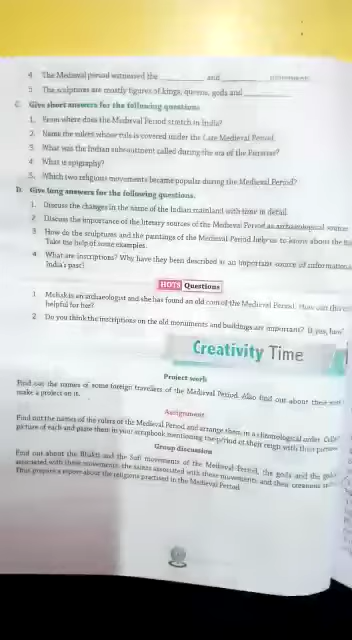 4. The Medieval period witnessed the __________ and __________
5. The sculptures are mostly figures of kings, queens, gods and __________
C. Give short answers for the following questions.
1. From where does the Medieval Period stretch in India?
2. Name the rulers whose rule is covered under the Late Medieval Period.
3. What was the Indian subcontinent called during the era of the
4. What is epigraphy?
5. Which two religious movements became popular during the Medieval Period?
D. Give long answers for the following questions.
1. Discuss the changes in the name of the Indian mainland with time in detail.
2. Discuss the importance of the literary sources of the Medieval Period as archaeological source
3. How do the sculptures and the paintings of the Medieval Period help us to know about the
Take the help of some examples.
4. What are inscriptions? Why have they been described as an important source of information
India's past?
HOTS Questions
1. is an archaeologist and she has found an old coin of the Medieval Period. How can this
helpful for her?
2. Do you think the inscriptions on the old monuments and buildings are important? If yes, how?
Creativity Time
Project work
Find out the names of some foreign travellers of the Medieval Period. Also find out about their
make a project on it.
Assignment
Find out the names of the rulers of the Medieval Period and arrange them in a chronological order.
picture of each and paste them in your scrapbook mentioning the period of their reign with their
Group discussion
Find out about the Bhakti and the Sufi movements of the Medieval Period, the gods and the
associated with these movements, the saints associated with these movements and their
Thus prepare a report about the religions practised in the Medieval Period.